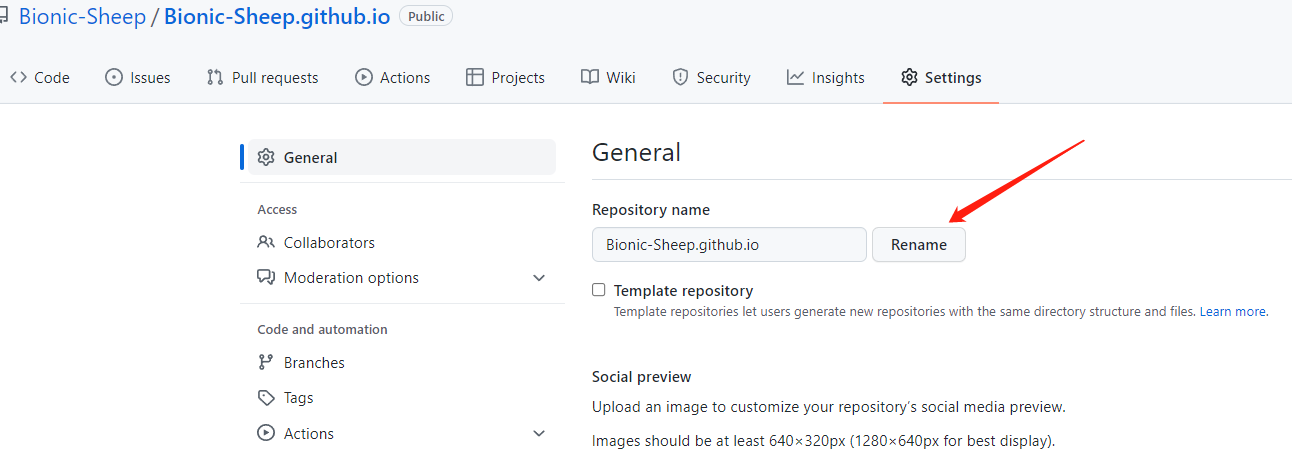 Bionic-Sheep / Bionic-Sheep.github.io Public
Code Issues Pull requests Actions Projects Wiki Security Insights Settings
General
Access
Collaborators
Moderation options
Code and automation
Branches
Tags
Actions
General
Repository name
Bionic-Sheep.github.io Rename
Template repository
Template repositories let users generate new repositories with the same directory structure and files. Learn more.
Social preview
Upload an image to customize your repository's social media preview.
Images should be at least 640×320px (1280×640px for best display).